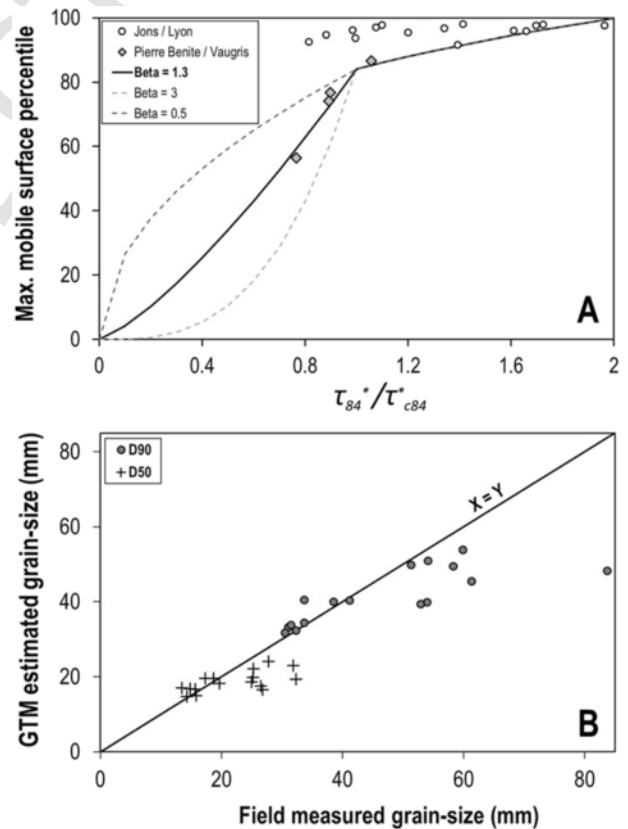 100
80
60
40
20
0
Max. mobile surface percentile
Jons / Lyon
Pierre Benite / Vaugris
Beta = 1.3
Beta = 3
Beta = 0.5
A
0 0.4 0.8 1.2 1.6 2
τ84*/τ*c84
80
60
40
20
0
GTM estimated grain-size (mm)
D90
D50
X = Y
B
0 20 40 60 80
Field measured grain-size (mm)